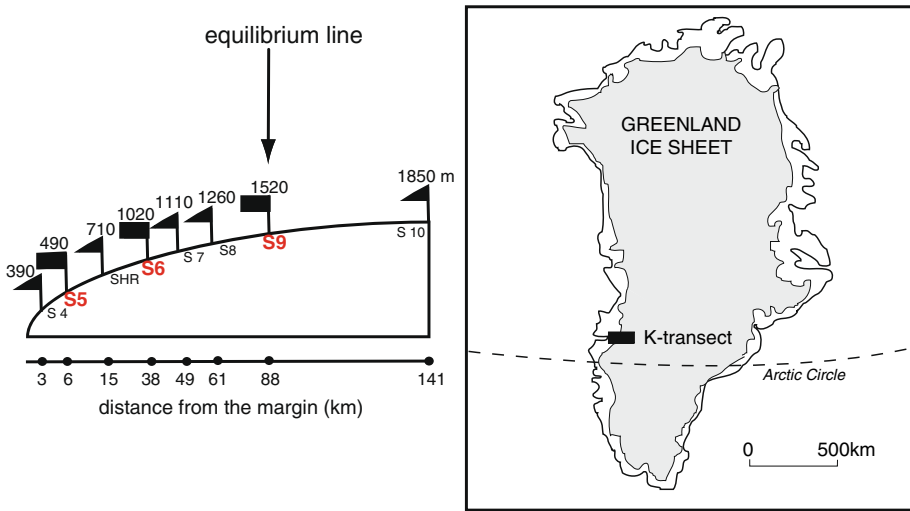 equilibrium line
390
490
710
1020
1110
1260
1520
1850 m
S 4
S5
SHR
S6
S 7
S8
S9
S 10
3 6 15 38 49 61 88 141
distance from the margin (km)
GREENLAND
ICE SHEET
K-transect
Arctic Circle
0 500km